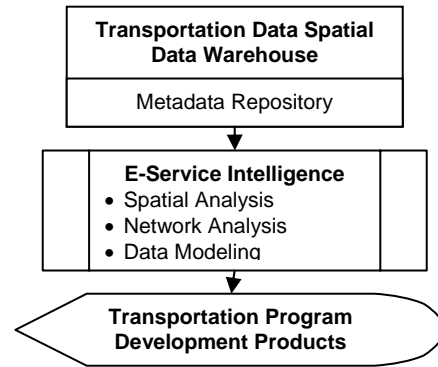 Transportation Data Spatial
Data Warehouse
Metadata Repository
E-Service Intelligence
• Spatial Analysis
• Network Analysis
• Data Modeling
Transportation Program
Development Products